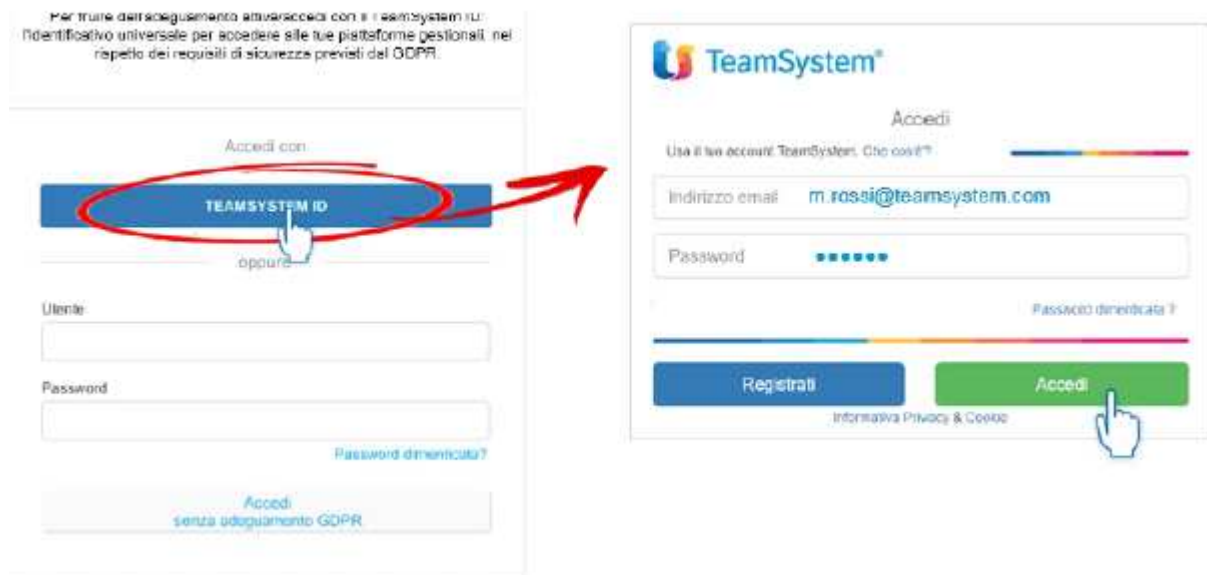 Per fruire dell'adeguamento attiva/accedi con il TeamSystem ID:
l'identificativo universale per accedere alle tue piattaforme gestionali, nel
rispetto dei requisiti di sicurezza previsti dal GDPR.
Accedi con
TEAMSYSTEM ID
oppure
Utente
Password
Password dimenticata?
Accedi
senza adeguamento GDPR
TeamSystem®
Accedi
Usa il tuo account TeamSystem. Che cos'è?
Indirizzo email m.rossi@teamsystem.com
Password ••••••
Password dimenticata ?
Registrati Accedi
Informativa Privacy & Cookie